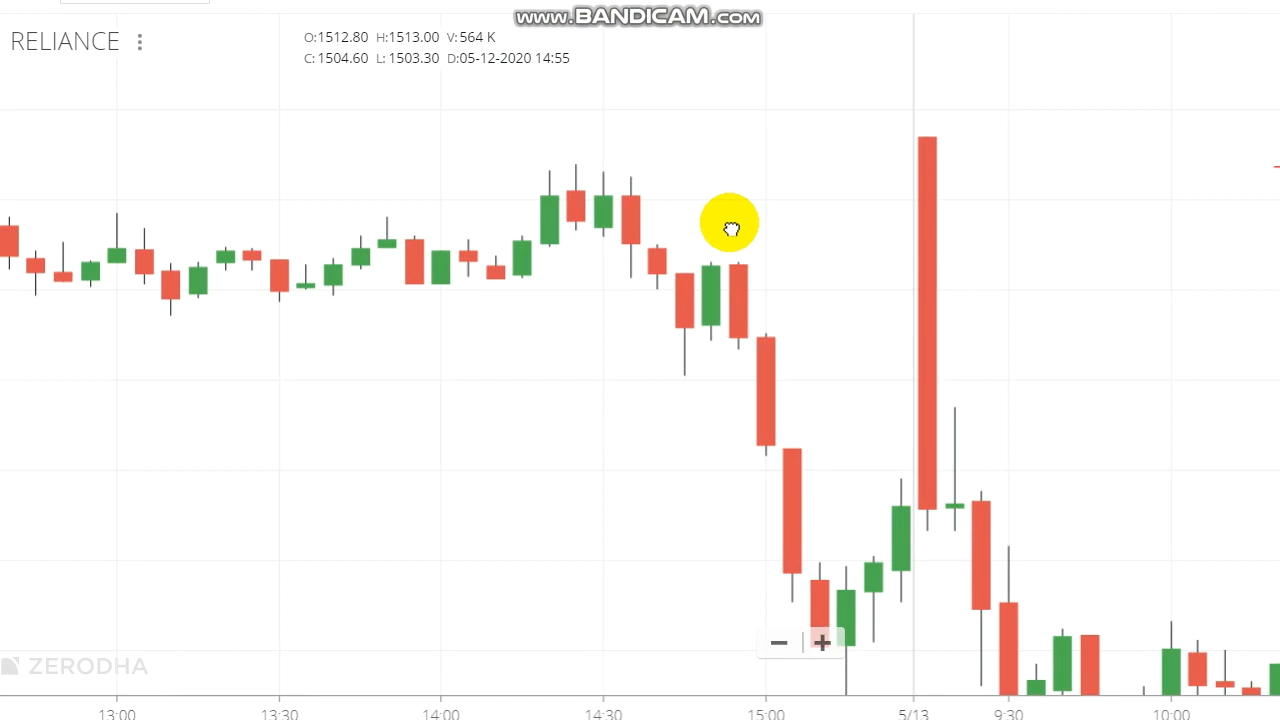 www.BANDICAM.com
RELIANCE
O:1512.80 H:1513.00 V:564 K
C:1504.60 L:1503.30 D:05-12-2020 14:55
ZERODHA
13:00 13:30 14:00 14:30 15:00 5/13 9:30 10:00